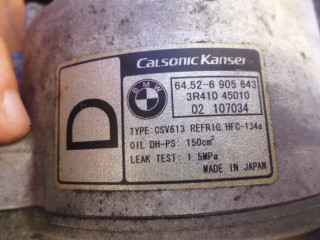 Calsonic Kansei
D
BMW
64.52-6 905 643
3R410 45010
02 107034
TYPE:CSV613 REFRIG.HFC-134a
OIL DH-PS: 150cm³
LEAK TEST: 1.5MPa
MADE IN JAPAN